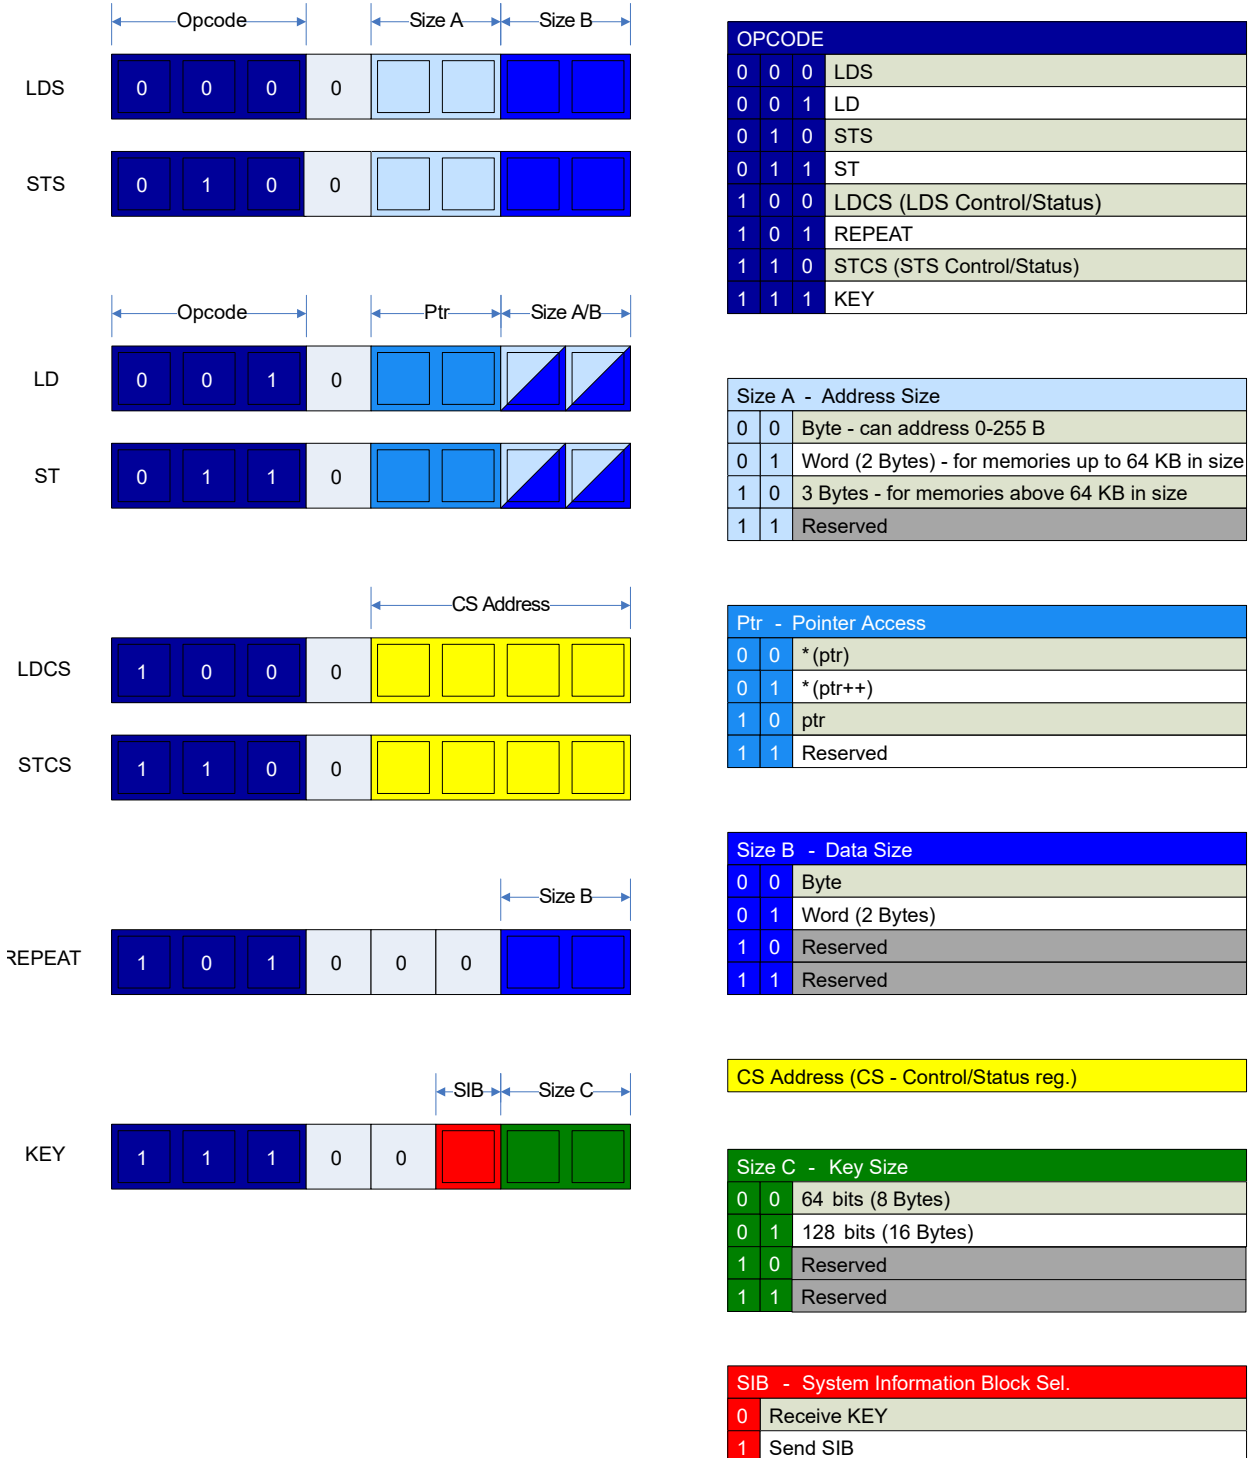 Opcode Size A Size B
LDS 0 0 0 0
STS 0 1 0 0
Opcode Ptr Size A/B
LD 0 0 1 0
ST 0 1 1 0
CS Address
LDCS 1 0 0 0
STCS 1 1 0 0
Size B
REPEAT 1 0 1 0 0 0
SIB Size C
KEY 1 1 1 0 0
OPCODE
0 0 0 LDS
0 0 1 LD
0 1 0 STS
0 1 1 ST
1 0 0 LDCS (LDS Control/Status)
1 0 1 REPEAT
1 1 0 STCS (STS Control/Status)
1 1 1 KEY
Size A - Address Size
0 0 Byte - can address 0-255 B
0 1 Word (2 Bytes) - for memories up to 64 KB in size
1 0 3 Bytes - for memories above 64 KB in size
1 1 Reserved
Ptr - Pointer Access
0 0 *(ptr)
0 1 *(ptr++)
1 0 ptr
1 1 Reserved
Size B - Data Size
0 0 Byte
0 1 Word (2 Bytes)
1 0 Reserved
1 1 Reserved
CS Address (CS - Control/Status reg.)
Size C - Key Size
0 0 64 bits (8 Bytes)
0 1 128 bits (16 Bytes)
1 0 Reserved
1 1 Reserved
SIB - System Information Block Sel.
0 Receive KEY
1 Send SIB